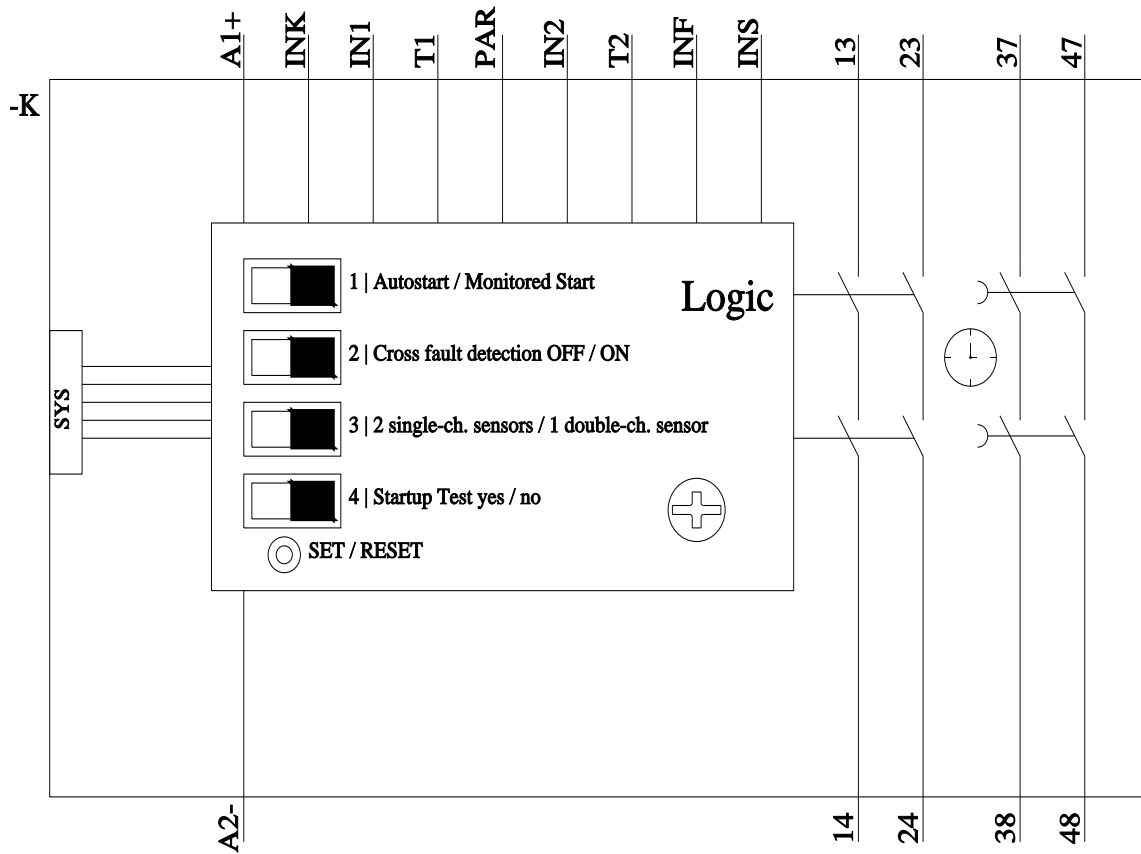 A1+
INK
IN1
T1
PAR
IN2
T2
INF
INS
13
23
37
47
-K
1 | Autostart / Monitored Start
Logic
2 | Cross fault detection OFF / ON
SYS
3 | 2 single-ch. sensors / 1 double-ch. sensor
4 | Startup Test yes / no
SET / RESET
A2-
14
24
38
48